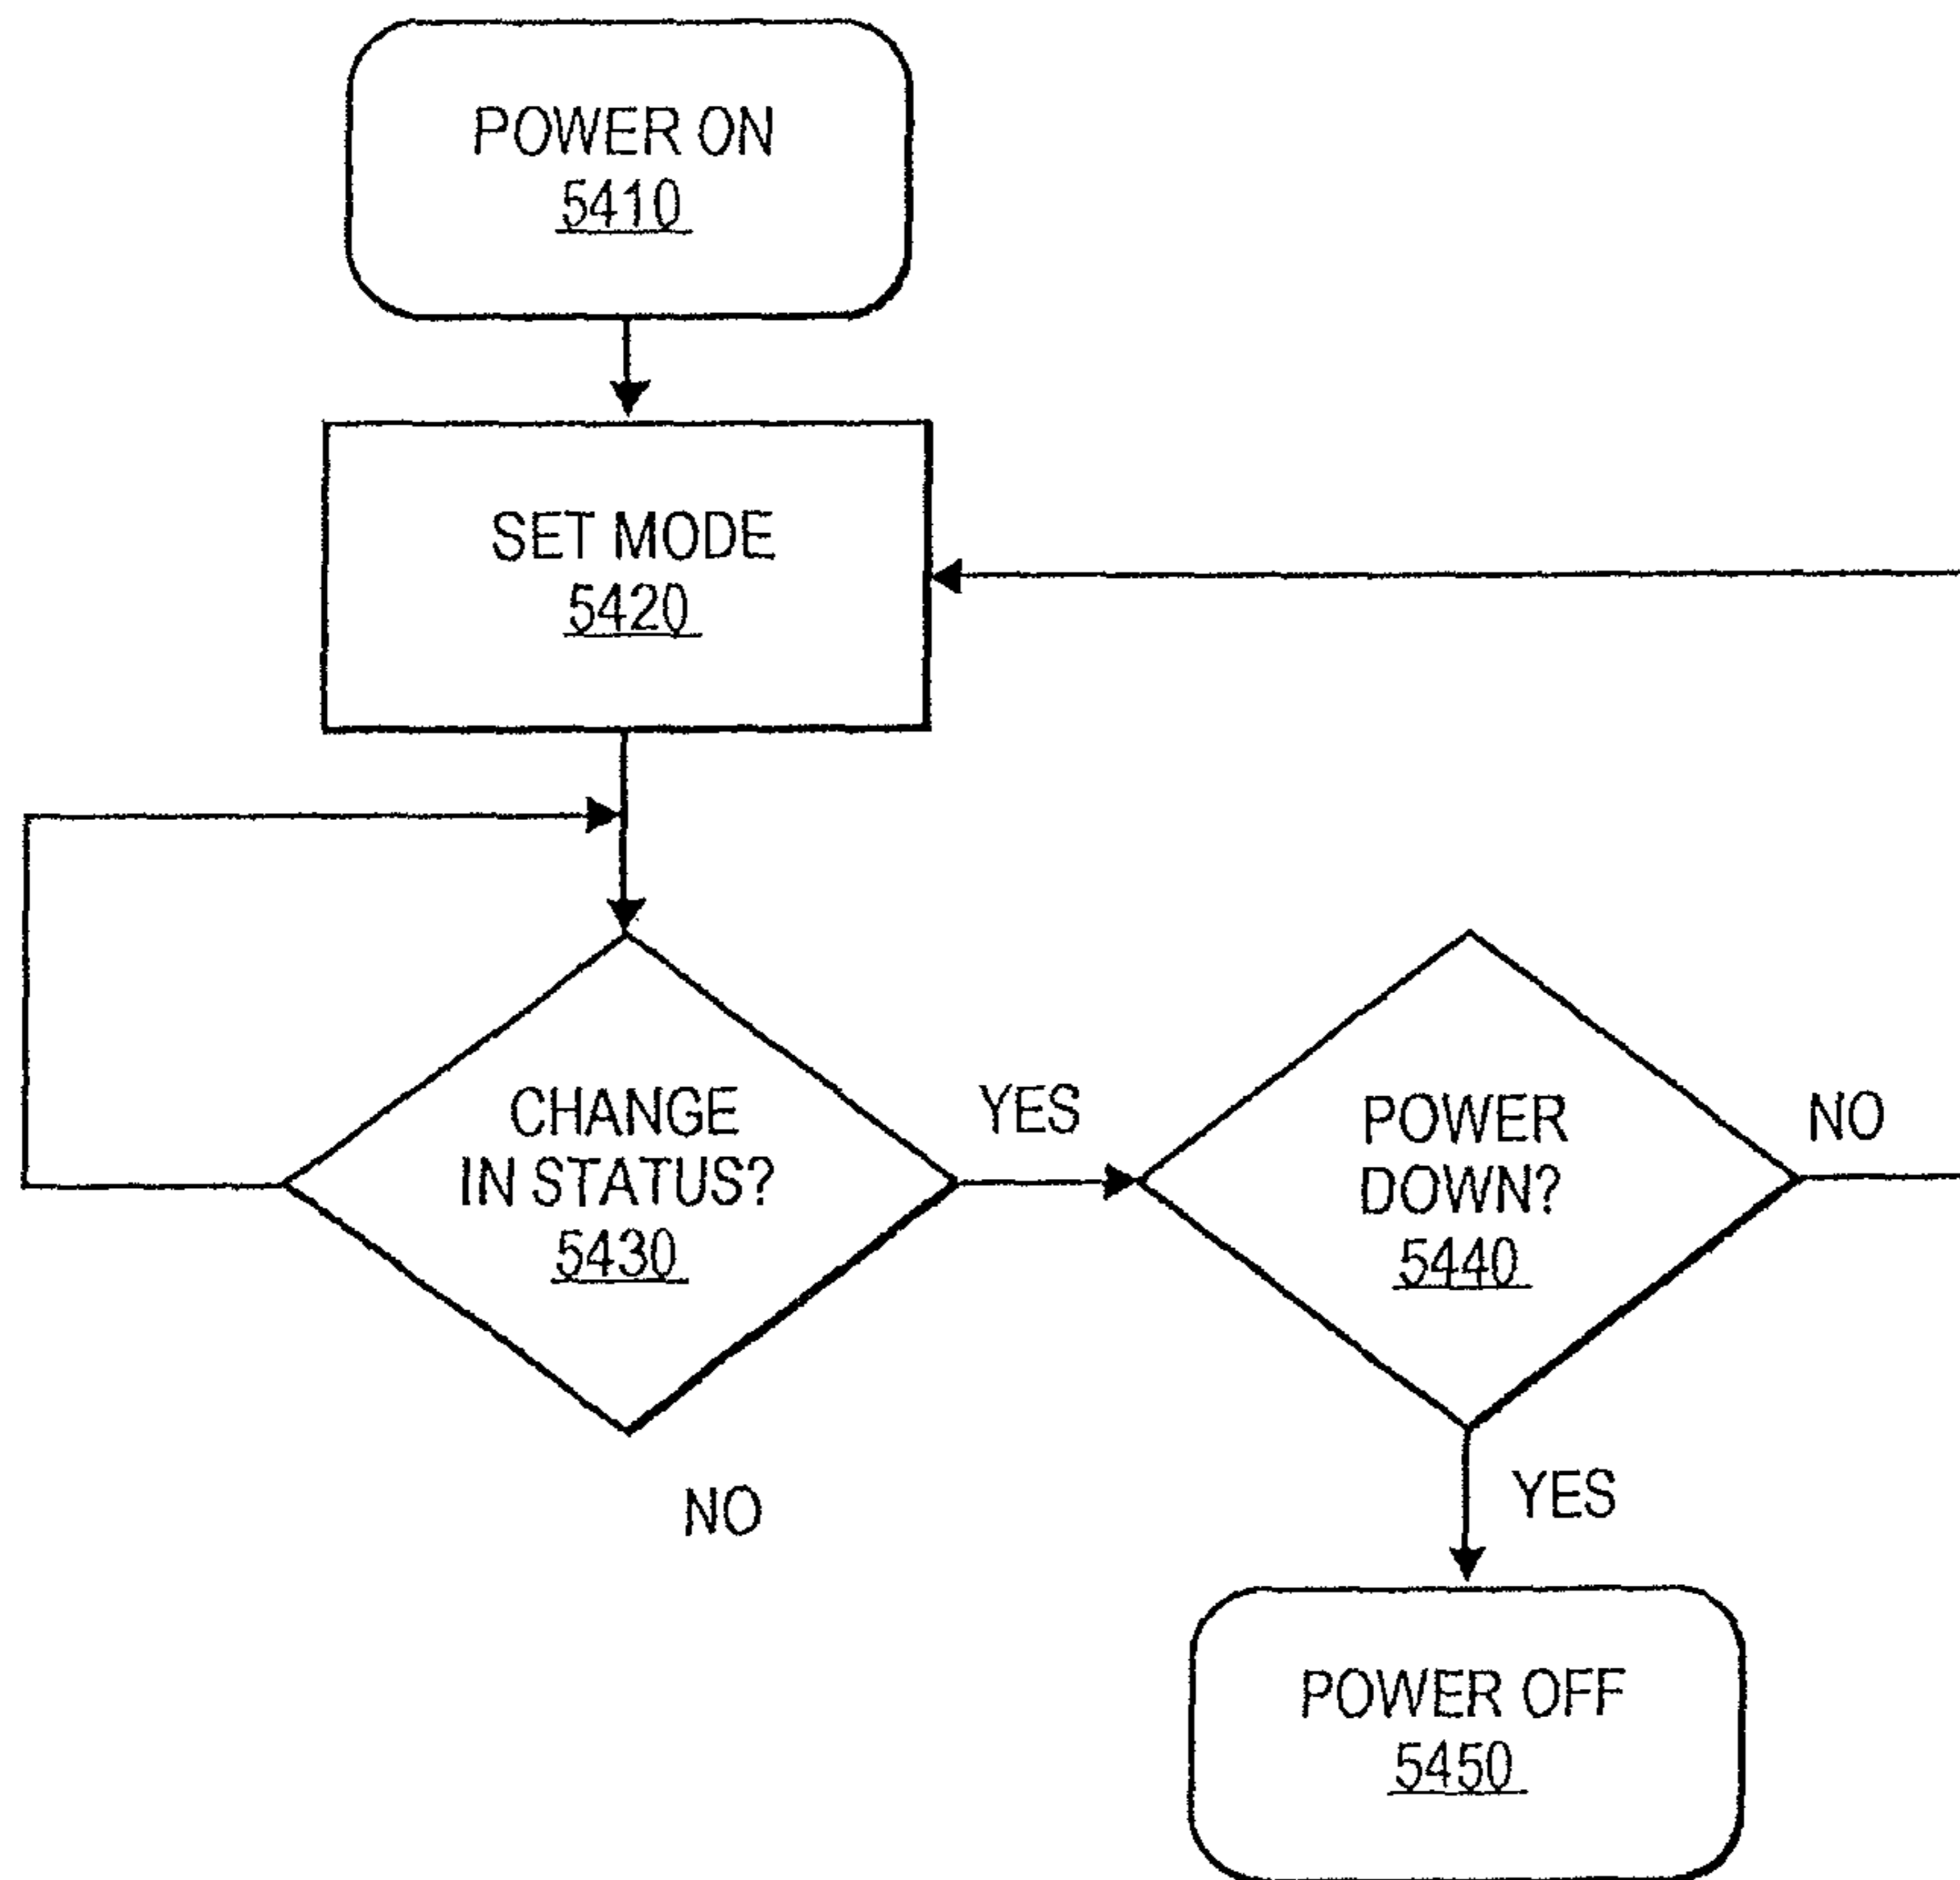 POWER ON
5410
SET MODE
5420
CHANGE
IN STATUS?
5430
YES
NO
POWER
DOWN?
5440
NO
YES
POWER OFF
5450